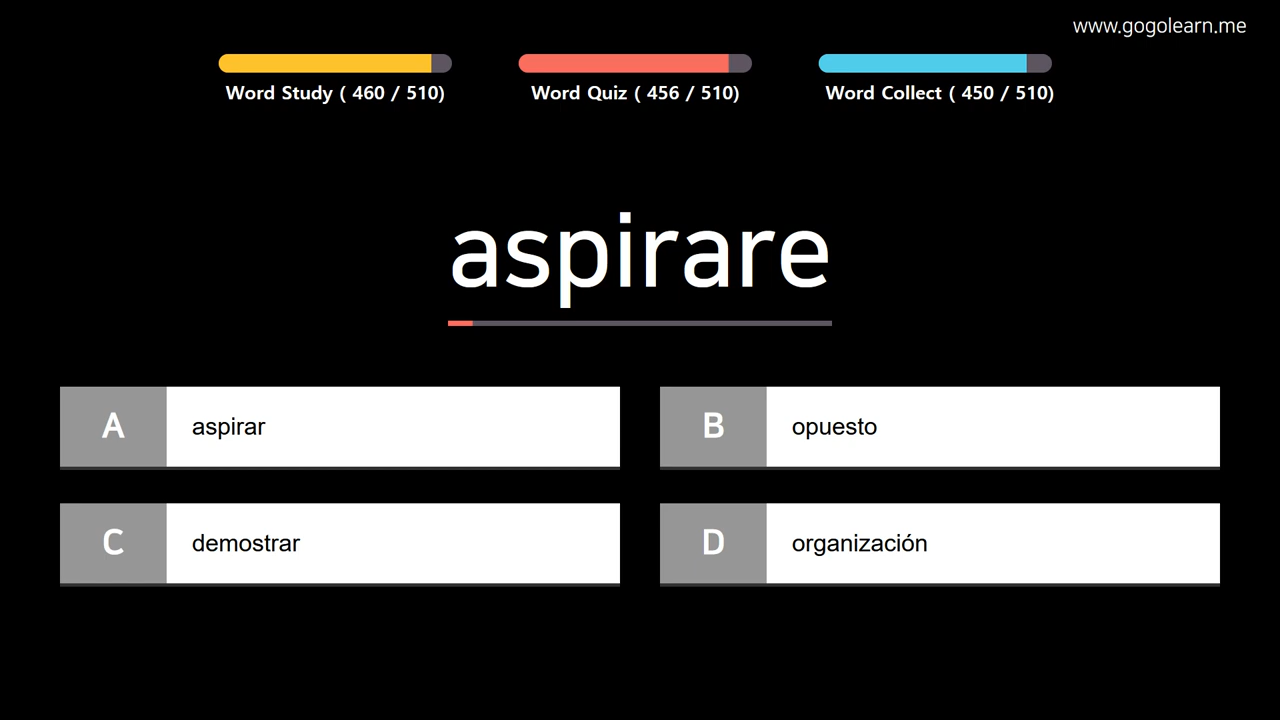 www.gogolearn.me
Word Study ( 460 / 510)
Word Quiz ( 456 / 510)
Word Collect ( 450 / 510)
aspirare
A aspirar
B opuesto
C demostrar
D organización